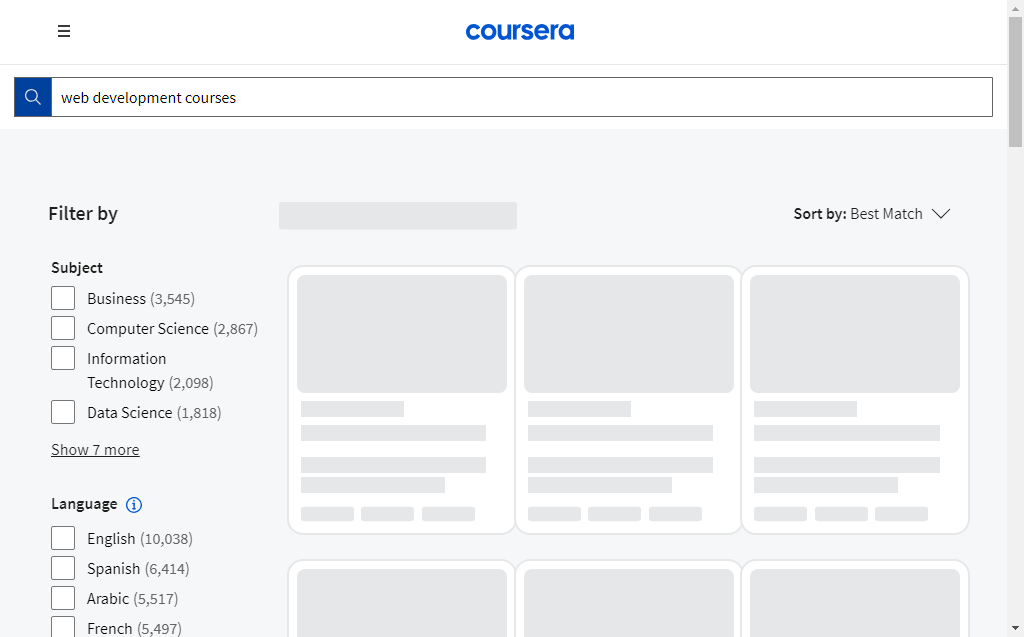 coursera
web development courses
Filter by
Sort by: Best Match
Subject
Business (3,545)
Computer Science (2,867)
Information
Technology (2,098)
Data Science (1,818)
Show 7 more
Language
English (10,038)
Spanish (6,414)
Arabic (5,517)
French (5,497)